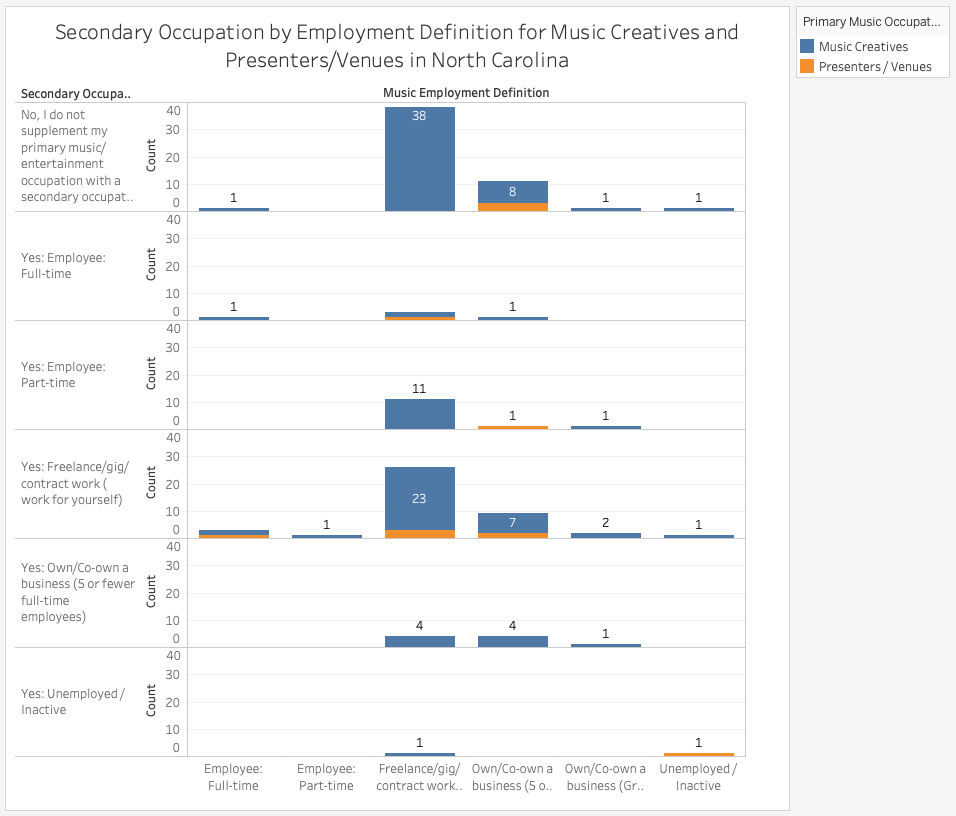 Secondary Occupation by Employment Definition for Music Creatives and
Presenters/Venues in North Carolina
Primary Music Occupat...
Music Creatives
Presenters / Venues
Secondary Occupa..
Music Employment Definition
No, I do not
supplement my
primary music/
entertainment
occupation with a
secondary occupat..
Count
40
30
20
10
0
1
38
8
1
1
Yes: Employee:
Full-time
Count
40
30
20
10
0
1
1
Yes: Employee:
Part-time
Count
40
30
20
10
0
11
1
1
Yes: Freelance/gig/
contract work (
work for yourself)
Count
40
30
20
10
0
1
23
7
2
1
Yes: Own/Co-own a
business (5 or fewer
full-time
employees)
Count
40
30
20
10
0
4
4
1
Yes: Unemployed /
Inactive
Count
40
30
20
10
0
1
1
Employee:
Full-time
Employee:
Part-time
Freelance/gig/
contract work..
Own/Co-own a
business (5 o..
Own/Co-own a
business (Gr..
Unemployed /
Inactive